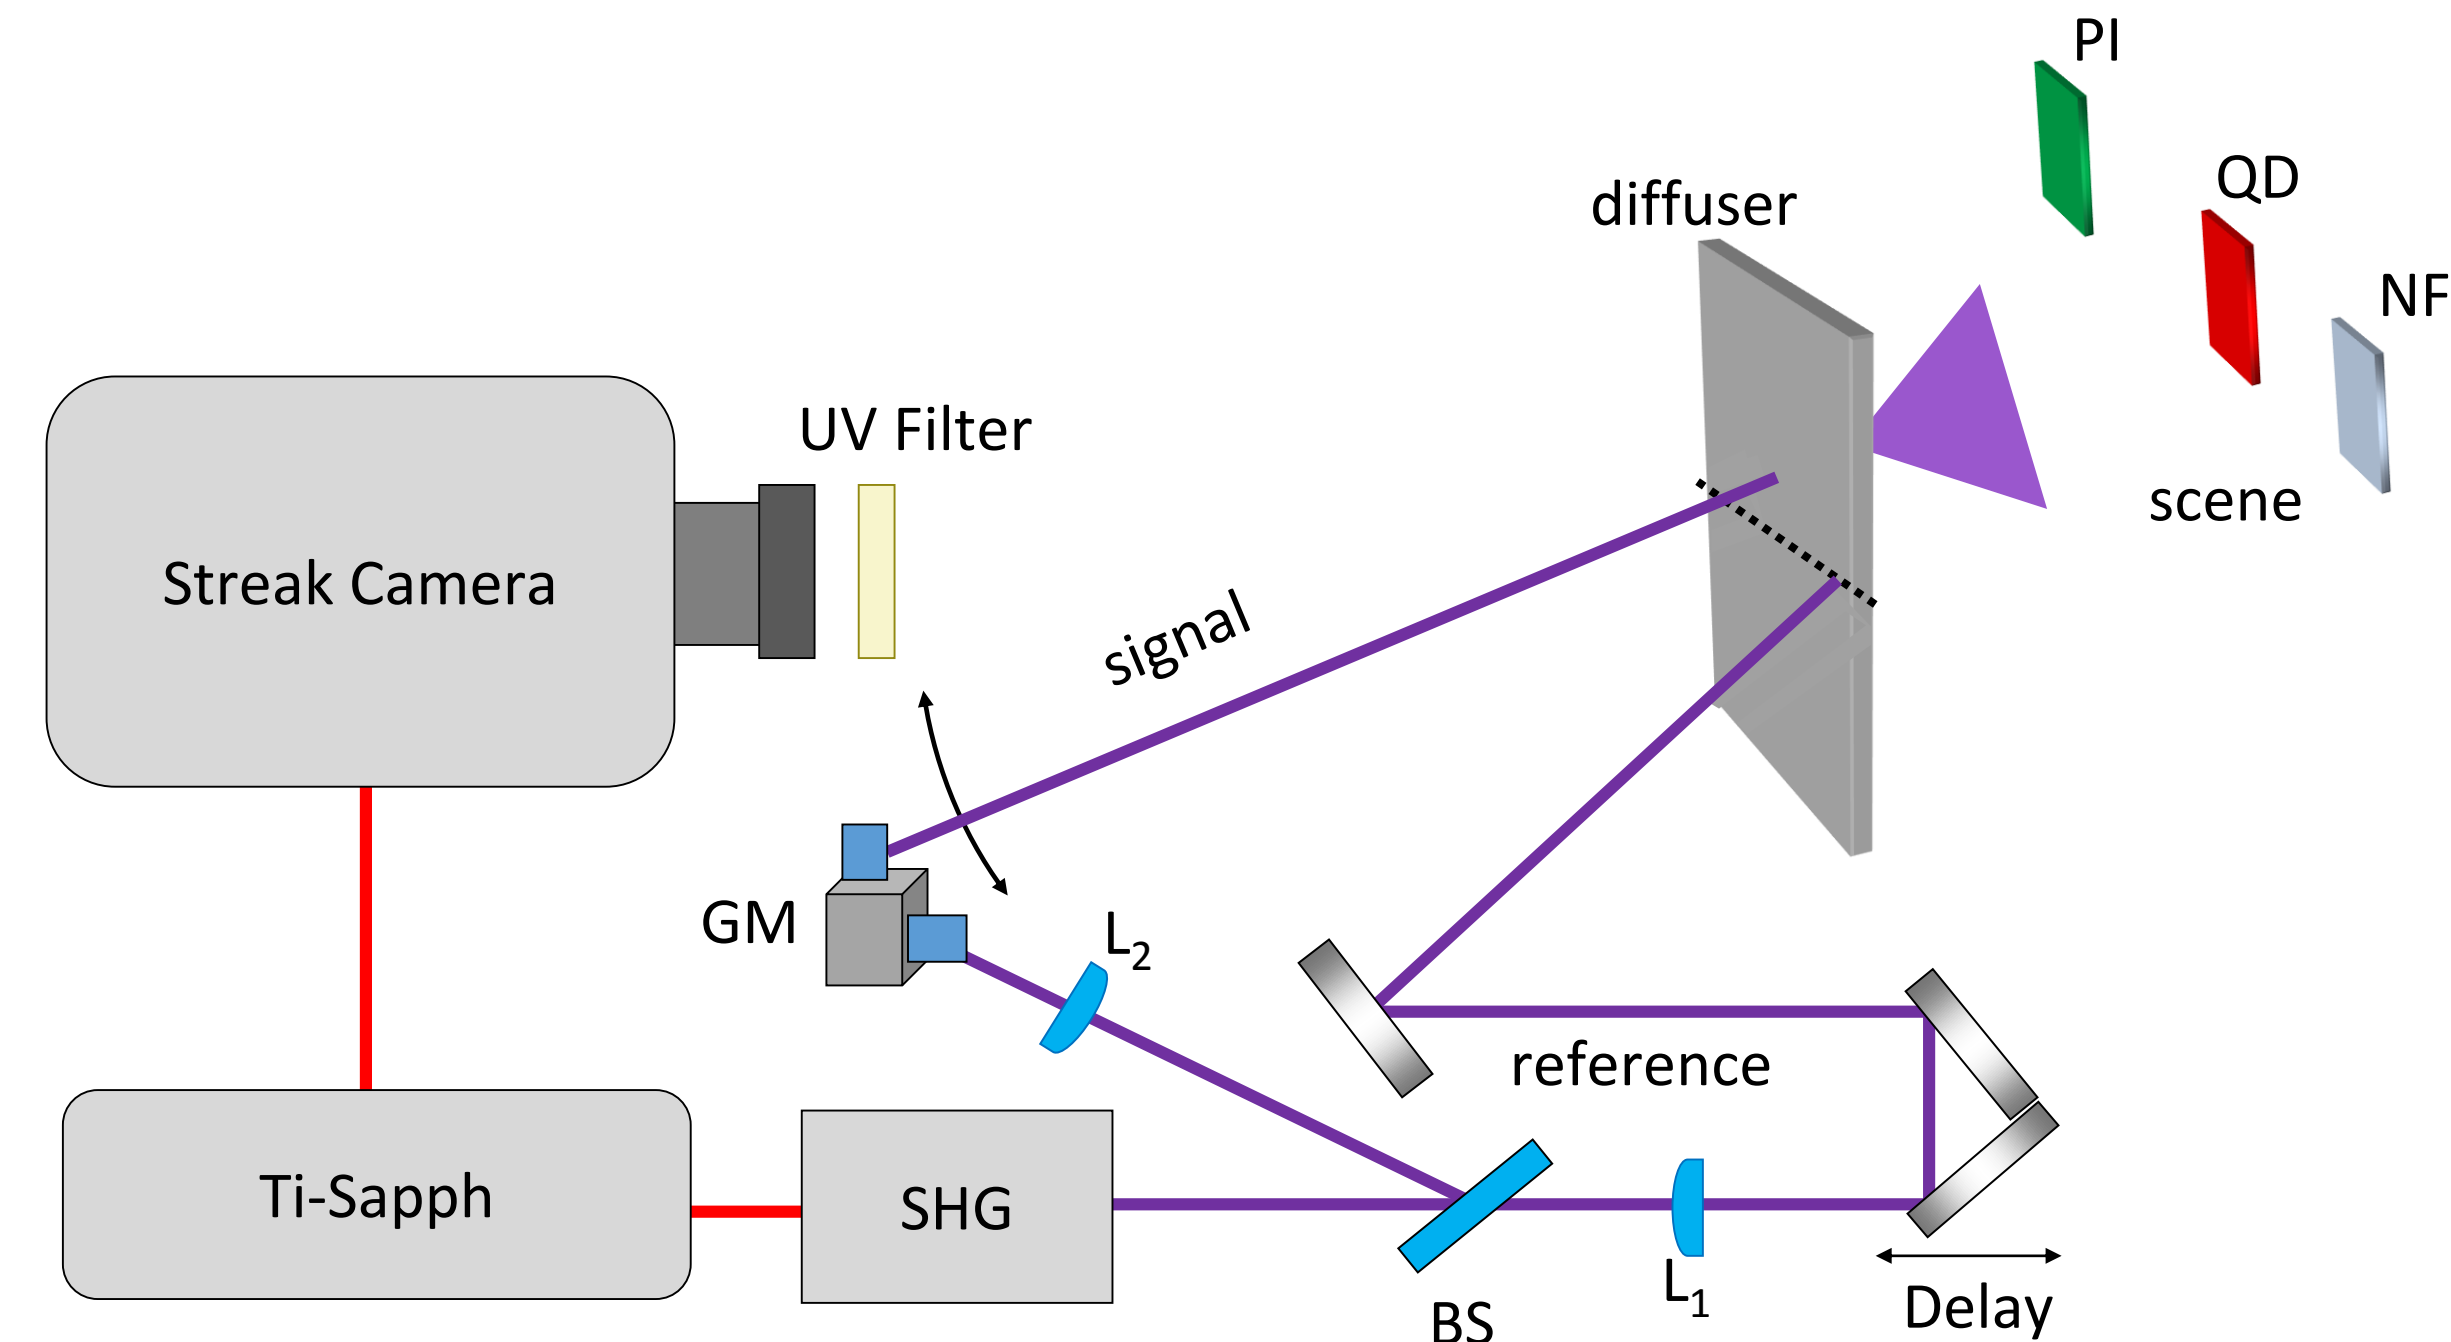 PI
QD
diffuser
NF
UV Filter
scene
Streak Camera
signal
GM
L2
reference
Ti-Sapph
SHG
L1
BS
Delay